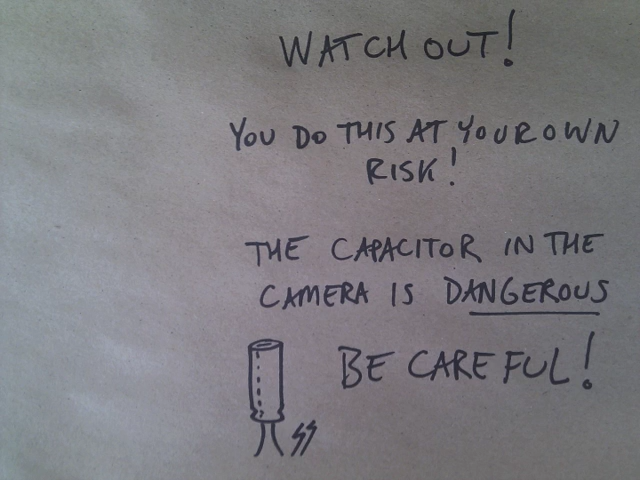 WATCH OUT!
YOU DO THIS AT YOUR OWN
RISK!
THE CAPACITOR IN THE
CAMERA IS DANGEROUS
BE CAREFUL!